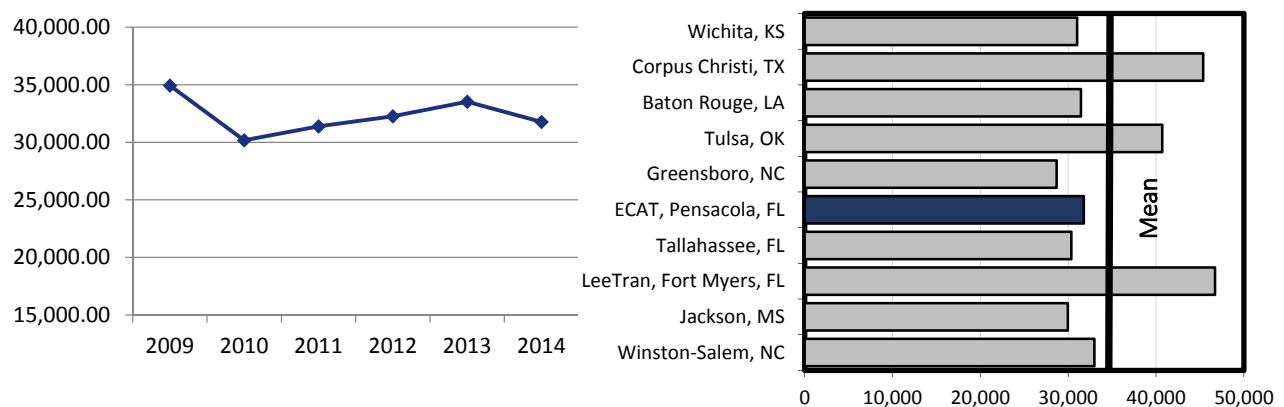 40,000.00
35,000.00
30,000.00
25,000.00
20,000.00
15,000.00
2009 2010 2011 2012 2013 2014
Wichita, KS
Corpus Christi, TX
Baton Rouge, LA
Tulsa, OK
Greensboro, NC
ECAT, Pensacola, FL
Tallahassee, FL
LeeTran, Fort Myers, FL
Jackson, MS
Winston-Salem, NC
Mean
0 10,000 20,000 30,000 40,000 50,000